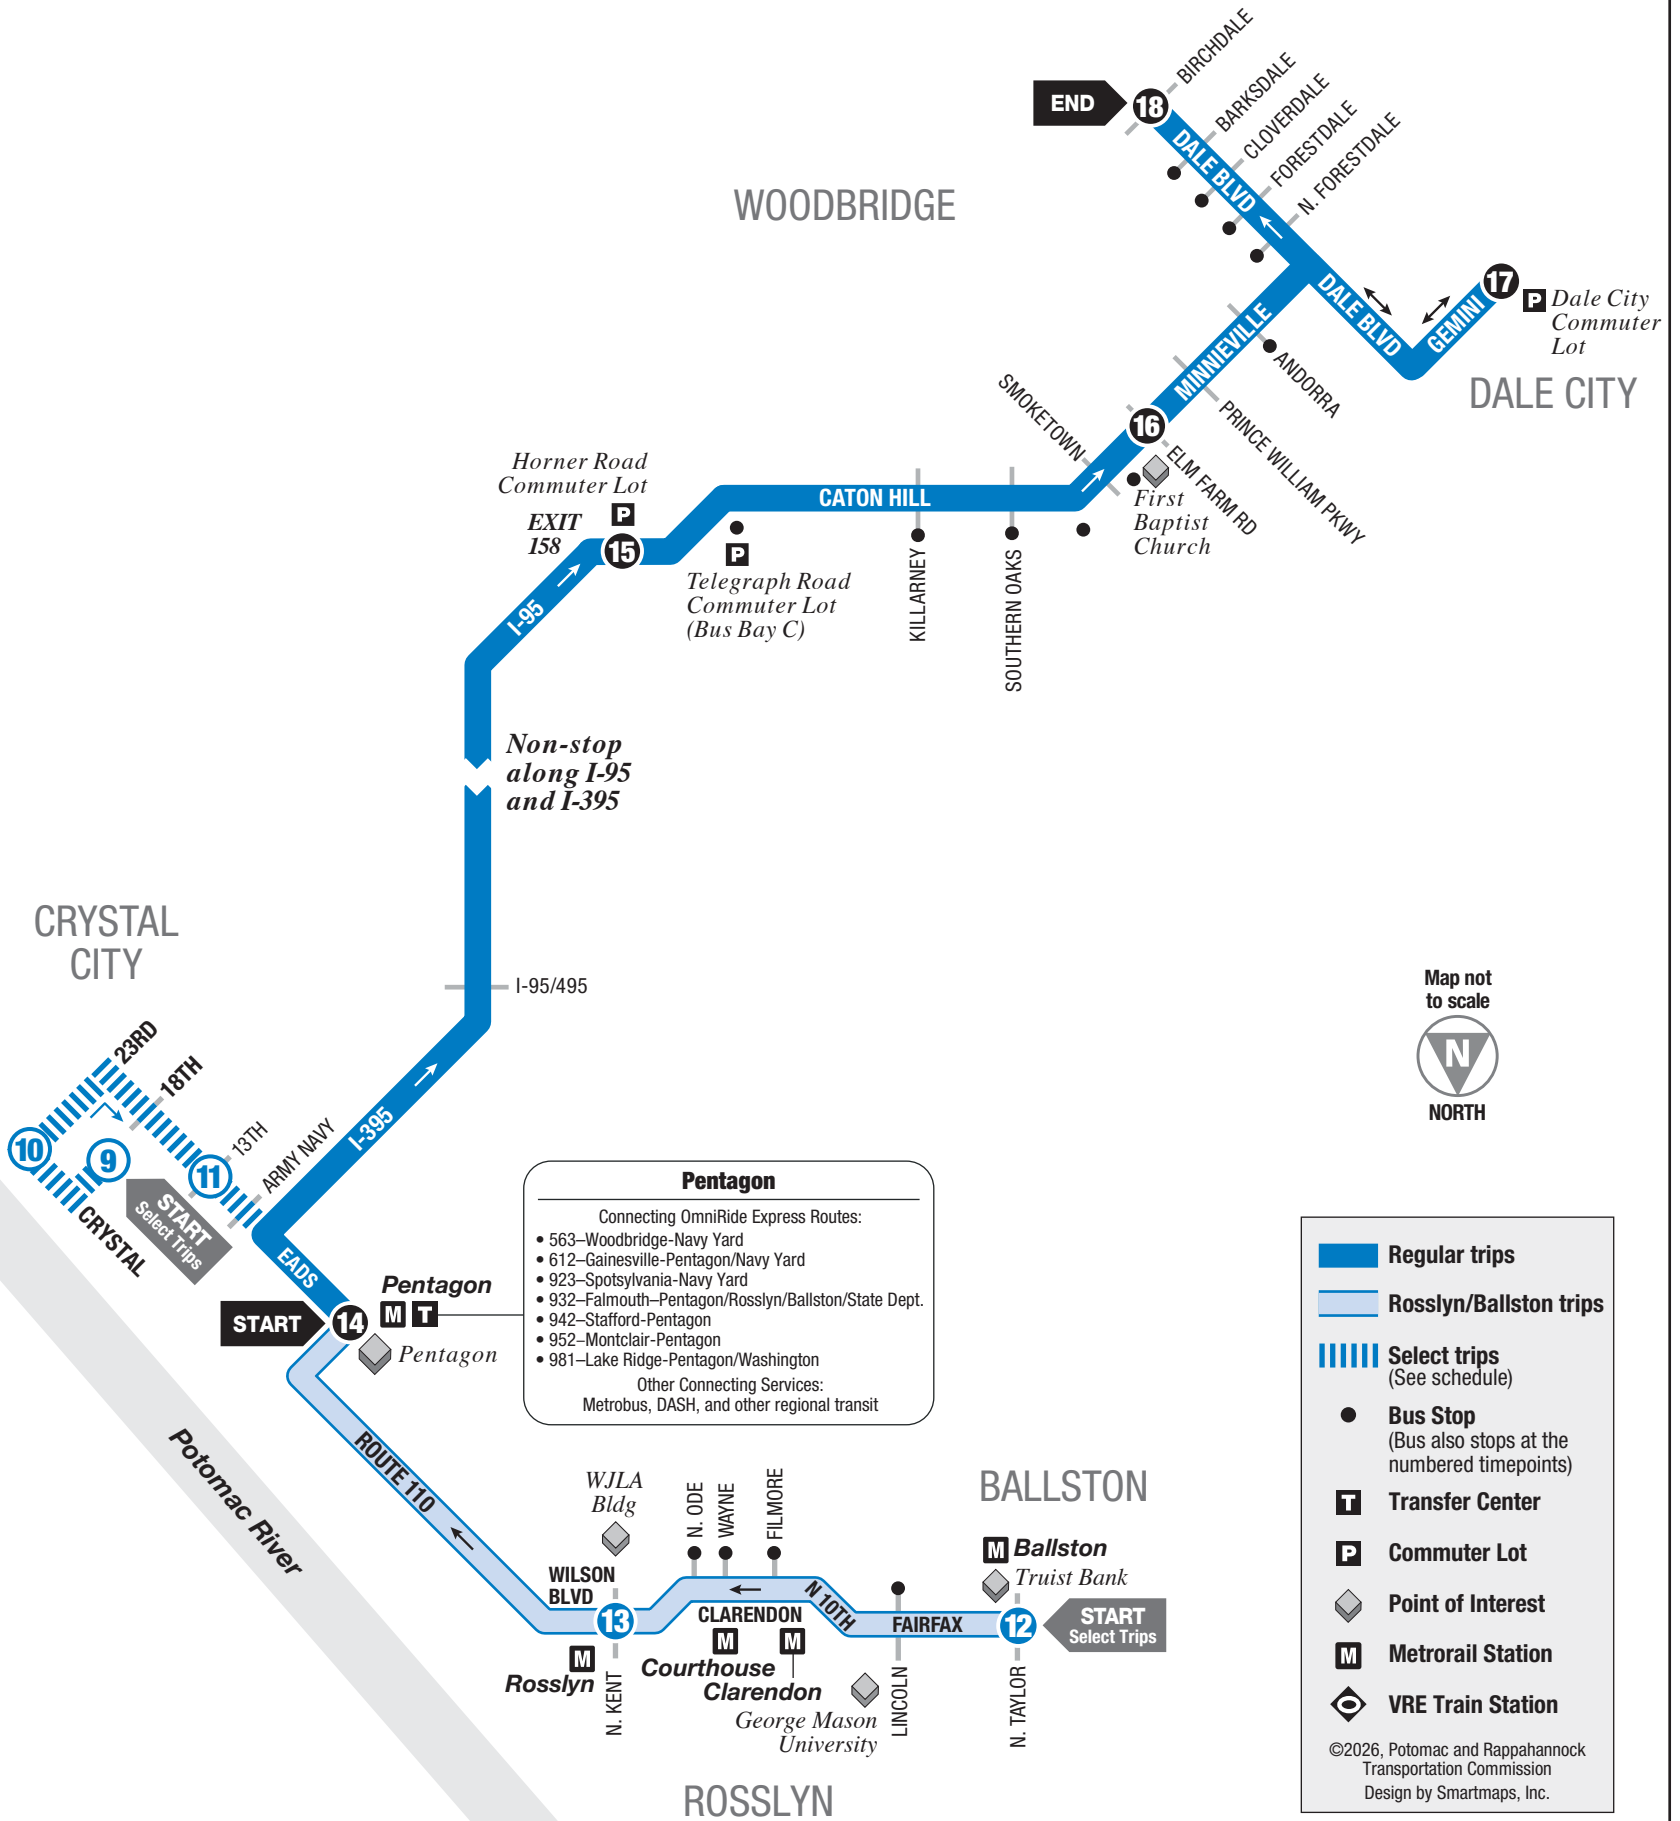 BIRCHDALE
BARKSDALE
CLOVERDALE
FORESTDALE
N. FORESTDALE
END
18
DALE BLVD
WOODBRIDGE
DALE BLVD
GEMINI
17
P
Dale City
Commuter
Lot
DALE CITY
MINNIEVILLE
ANDORRA
PRINCE WILLIAM PKWY
SMOKETOWN
16
ELM FARM RD
First
Baptist
Church
Horner Road
Commuter Lot
P
EXIT
158
15
CATON HILL
P
Telegraph Road
Commuter Lot
(Bus Bay C)
KILLARNEY
SOUTHERN OAKS
I-95
Non-stop
along I-95
and I-395
CRYSTAL
CITY
I-95/495
Map not
to scale
N
NORTH
23RD
18TH
13TH
ARMY NAVY
I-395
10
9
11
CRYSTAL
START
Select Trips
EADS
START
14
Pentagon
M T
Pentagon
Pentagon
Connecting OmniRide Express Routes:
• 563–Woodbridge-Navy Yard
• 612–Gainesville-Pentagon/Navy Yard
• 923–Spotsylvania-Navy Yard
• 932–Falmouth–Pentagon/Rosslyn/Ballston/State Dept.
• 942–Stafford-Pentagon
• 952–Montclair-Pentagon
• 981–Lake Ridge-Pentagon/Washington
Other Connecting Services:
Metrobus, DASH, and other regional transit
Potomac River
ROUTE 110
WJLA
Bldg
WILSON
BLVD
13
M
Rosslyn
N. KENT
N. ODE
WAYNE
FILMORE
CLARENDON
M
M
Courthouse
Clarendon
N 10TH
FAIRFAX
George Mason
University
LINCOLN
BALLSTON
M Ballston
Truist Bank
12
START
Select Trips
N. TAYLOR
ROSSLYN
Regular trips
Rosslyn/Ballston trips
Select trips
(See schedule)
Bus Stop
(Bus also stops at the
numbered timepoints)
T Transfer Center
P Commuter Lot
Point of Interest
M Metrorail Station
VRE Train Station
©2026, Potomac and Rappahannock
Transportation Commission
Design by Smartmaps, Inc.